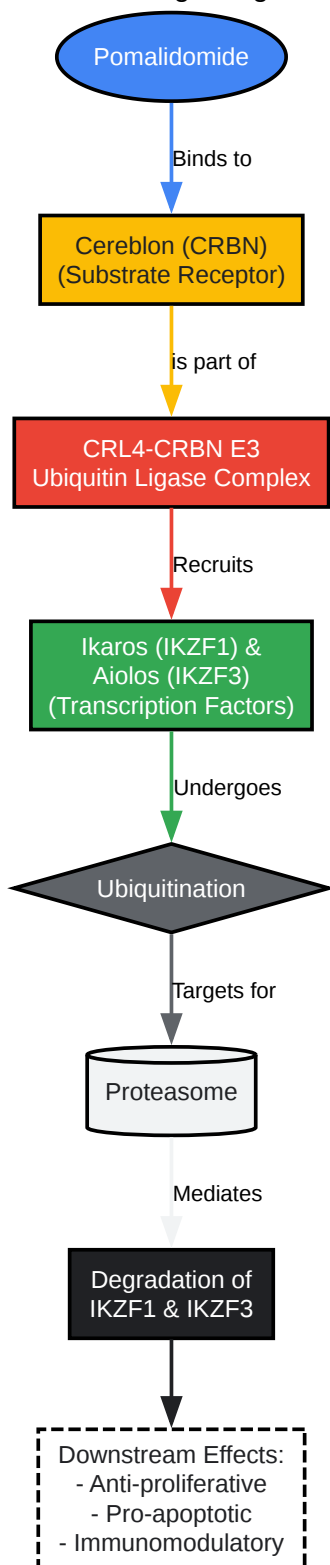 Pomalidomide
Binds to
Cereblon (CRBN)
(Substrate Receptor)
is part of
CRL4-CRBN E3
Ubiquitin Ligase Complex
Recruits
Ikaros (IKZF1) &
Aiolos (IKZF3)
(Transcription Factors)
Undergoes
Ubiquitination
Targets for
Proteasome
Mediates
Degradation of
IKZF1 & IKZF3
Downstream Effects:
- Anti-proliferative
- Pro-apoptotic
- Immunomodulatory